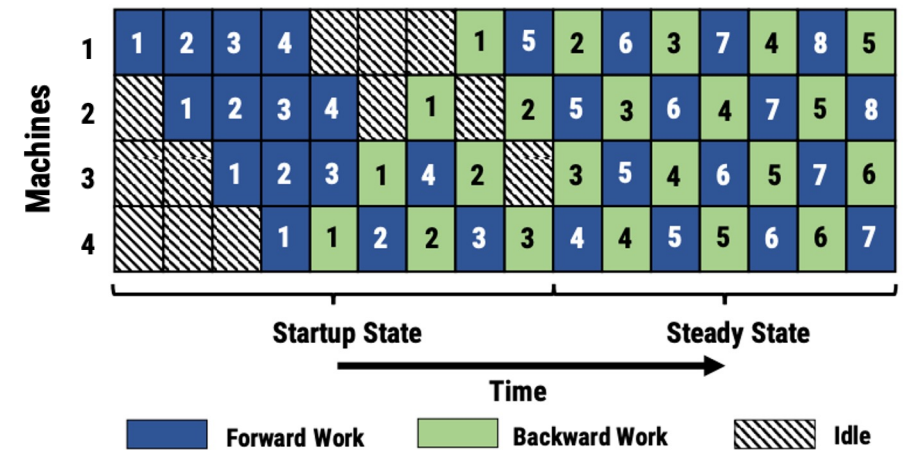 Machines
1 1 2 3 4 1 5 2 6 3 7 4 8 5
2 1 2 3 4 1 2 5 3 6 4 7 5 8
3 1 2 3 1 4 2 3 5 4 6 5 7 6
4 1 1 2 2 3 3 4 4 5 5 6 6 7
Startup State Steady State
Time
Forward Work Backward Work Idle